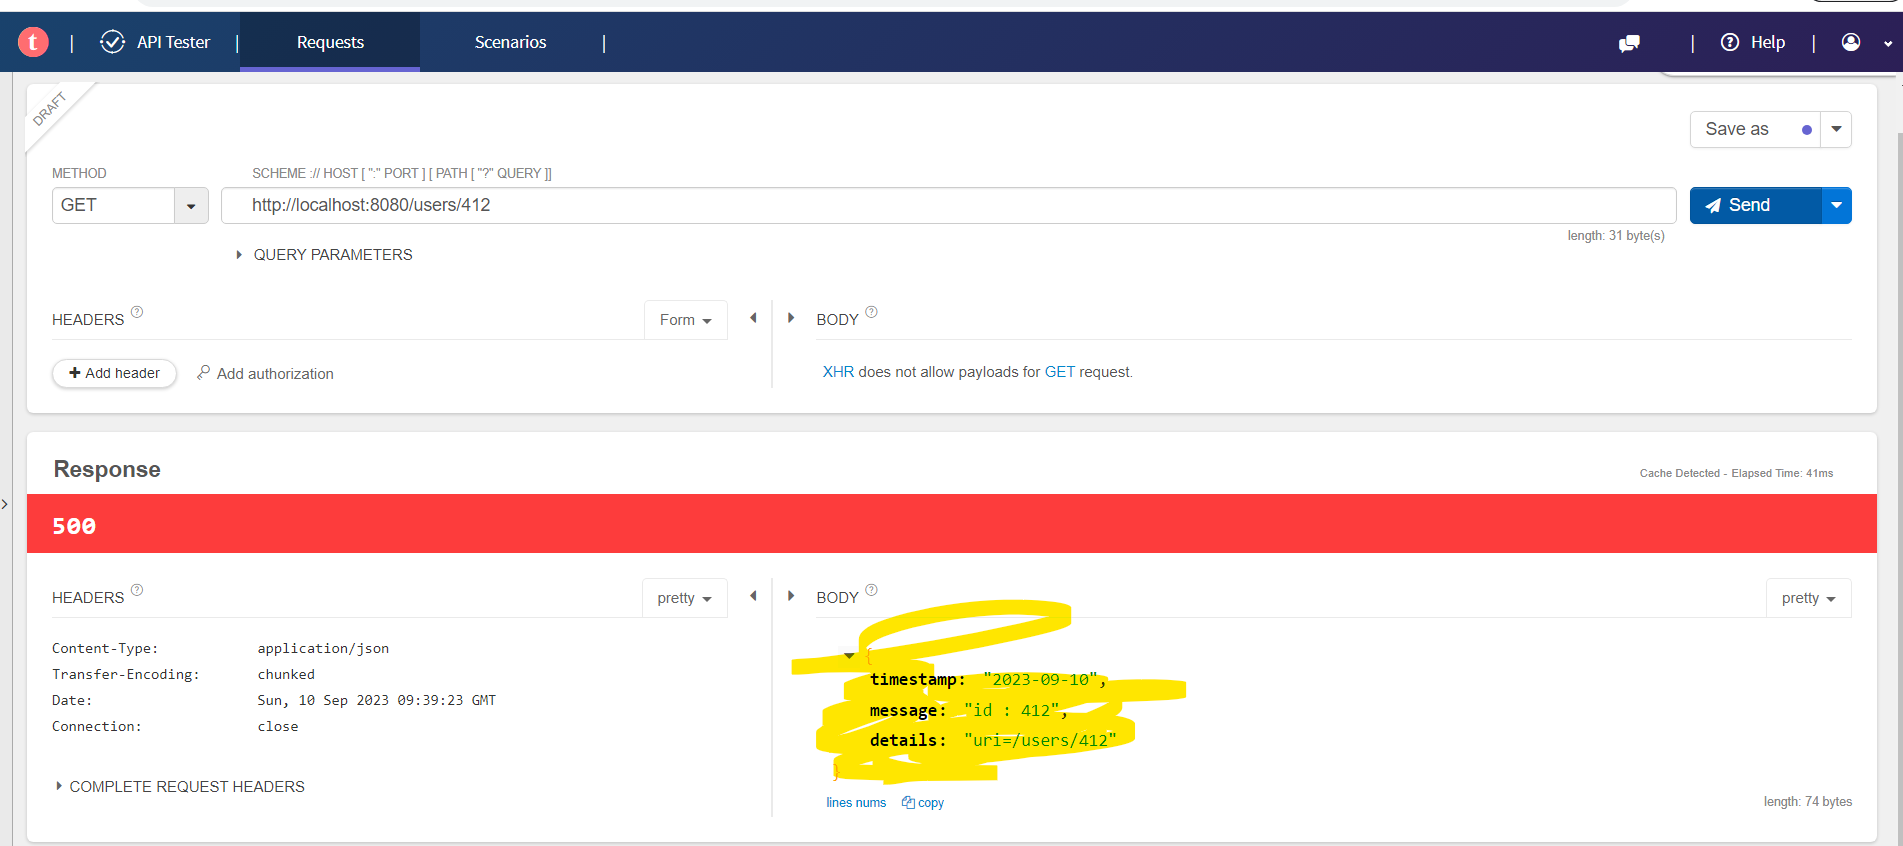 t | API Tester | Requests Scenarios | | Help |
DRAFT
Save as
METHOD SCHEME :// HOST [ ":" PORT ] [ PATH [ "?" QUERY ]]
GET http://localhost:8080/users/412 Send
length: 31 byte(s)
QUERY PARAMETERS
HEADERS ? Form BODY ?
+ Add header Add authorization XHR does not allow payloads for GET request.
Response
Cache Detected - Elapsed Time: 41ms
500
HEADERS ? pretty BODY ? pretty
{
Content-Type: application/json
Transfer-Encoding: chunked timestamp: "2023-09-10",
Date: Sun, 10 Sep 2023 09:39:23 GMT message: "id : 412",
Connection: close details: "uri=/users/412"
}
COMPLETE REQUEST HEADERS
lines nums copy length: 74 bytes